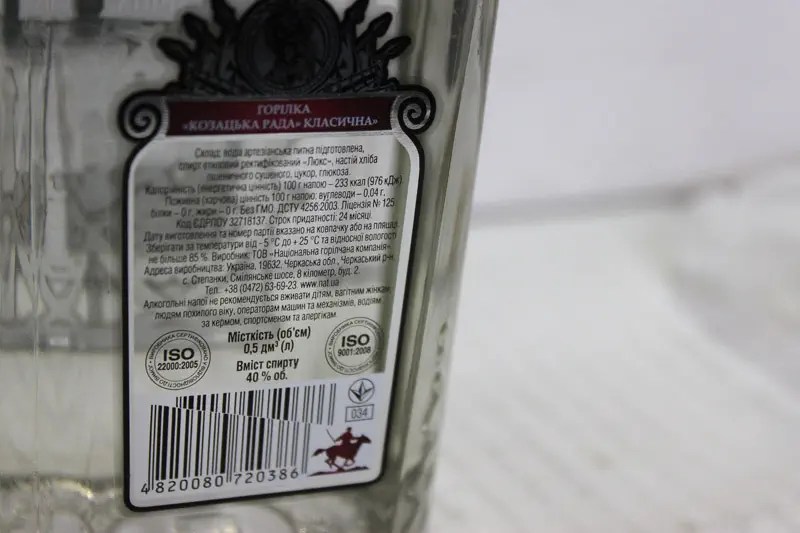 ГОРІЛКА
«КОЗАЦЬКА РАДА» КЛАСИЧНА»
Склад: вода артезіанська питна підготовлена,
спирт етиловий ректифікований «Люкс», настій хліба
пшеничного сушеного, цукор, глюкоза.
Калорійність (енергетична цінність) 100 г напою – 233 ккал (976 кДж).
Поживна (харчова) цінність 100 г напою: вуглеводи – 0,04 г,
білки – 0 г, жири – 0 г. Без ГМО. ДСТУ 4256:2003. Ліцензія № 125
Код ЄДРПОУ 32718137. Строк придатності: 24 місяці.
Дату виготовлення та номер партії вказано на ковпачку або на пляшці.
Зберігати за температури від - 5 °С до + 25 °С та відносної вологості
не більше 85 %. Виробник: ТОВ «Національна горілчана компанія».
Адреса виробництва: Україна, 19632, Черкаська обл., Черкаський р-н,
с. Степанки, Смілянське шосе, 8 кілометр, буд. 2.
Тел. +38 (0472) 63-69-23 www.nat.ua
Алкогольні напої не рекомендується вживати дітям, вагітним жінкам,
людям похилого віку, операторам машин та механізмів, водіям
за кермом, спортсменам та алергікам
Місткість (об'єм)
0,5 дм³ (л)
Вміст спирту
40 % об.
ISO
22000:2005
ISO
9001:2008
034
4 820080 720386